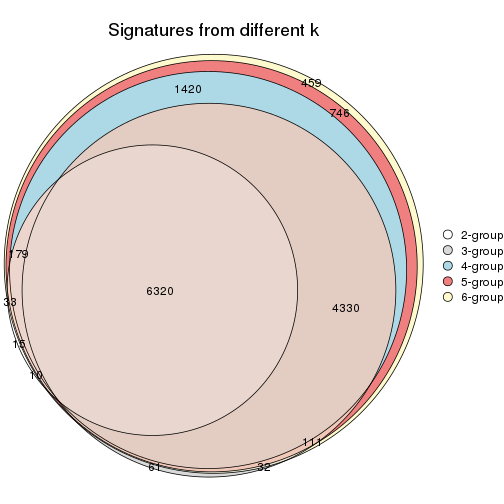 Signatures from different k
459
1420
746
2-group
3-group
179
4-group
5-group
6320
6-group
33
4330
15
10
111
61
32